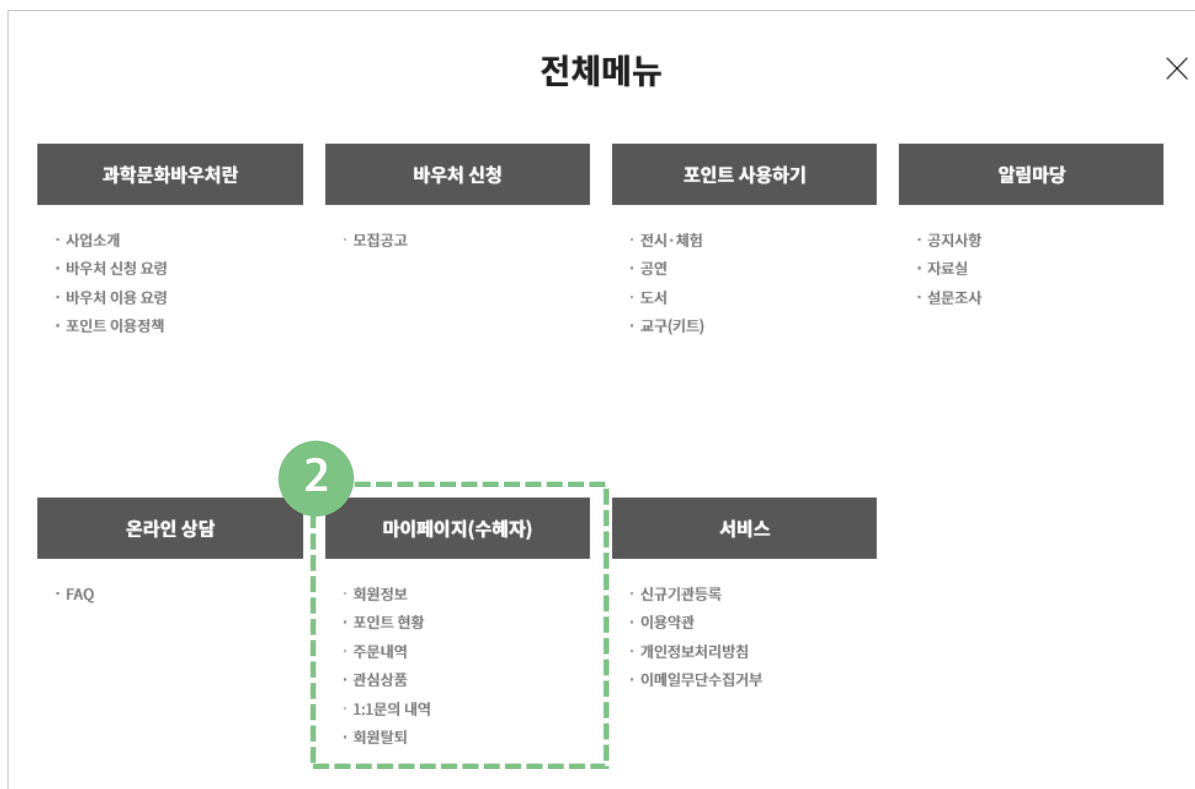 전체메뉴
과학문화바우처란
· 사업소개
· 바우처 신청 요령
· 바우처 이용 요령
· 포인트 이용정책
바우처 신청
· 모집공고
포인트 사용하기
· 전시·체험
· 공연
· 도서
· 교구(키트)
알림마당
· 공지사항
· 자료실
· 설문조사
온라인 상담
· FAQ
2
마이페이지(수혜자)
· 회원정보
· 포인트 현황
· 주문내역
· 관심상품
· 1:1문의 내역
· 회원탈퇴
서비스
· 신규기관등록
· 이용약관
· 개인정보처리방침
· 이메일무단수집거부